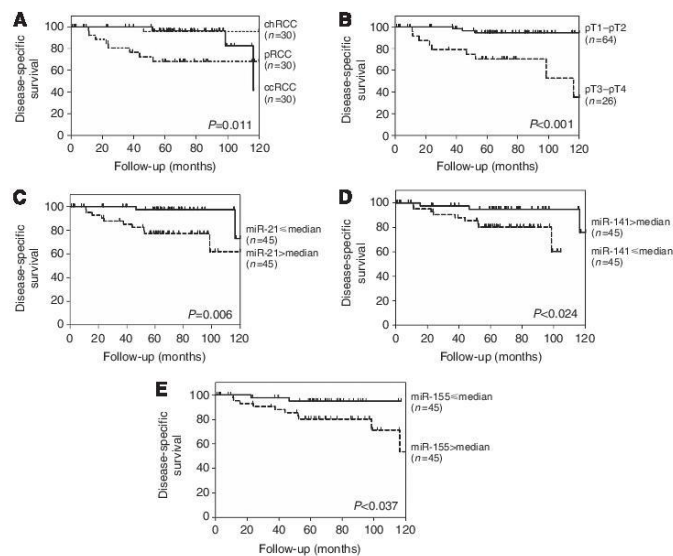 A
Disease-specific
survival
100
80
60
40
20
0
0 20 40 60 80 100 120
Follow-up (months)
P=0.011
chRCC
(n=30)
pRCC
(n=30)
ccRCC
(n=30)
B
Disease-specific
survival
100
80
60
40
20
0
0 20 40 60 80 100 120
Follow-up (months)
P<0.001
pT1–pT2
(n=64)
pT3–pT4
(n=26)
C
Disease-specific
survival
100
80
60
40
20
0
0 20 40 60 80 100 120
Follow-up (months)
P=0.006
miR-21⩽median
(n=45)
miR-21>median
(n=45)
D
Disease-specific
survival
100
80
60
40
20
0
0 20 40 60 80 100 120
Follow-up (months)
P<0.024
miR-141>median
(n=45)
miR-141⩽median
(n=45)
E
Disease-specific
survival
100
80
60
40
20
0
0 20 40 60 80 100 120
Follow-up (months)
P<0.037
miR-155⩽median
(n=45)
miR-155>median
(n=45)